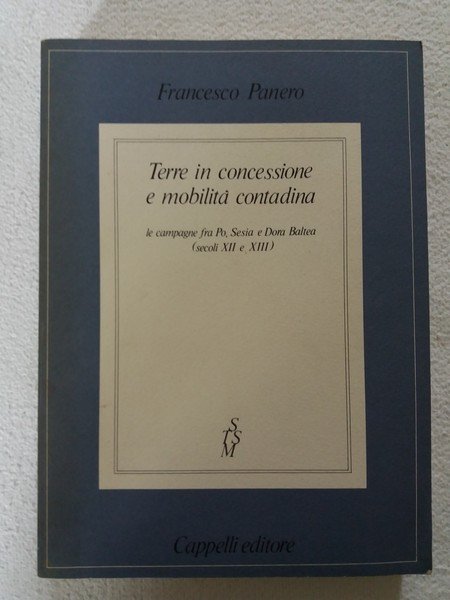 Francesco Panero
Terre in concessione
e mobilità contadina
le campagne fra Po, Sesia e Dora Baltea
(secoli XII e XIII)
S
TS
M
Cappelli editore